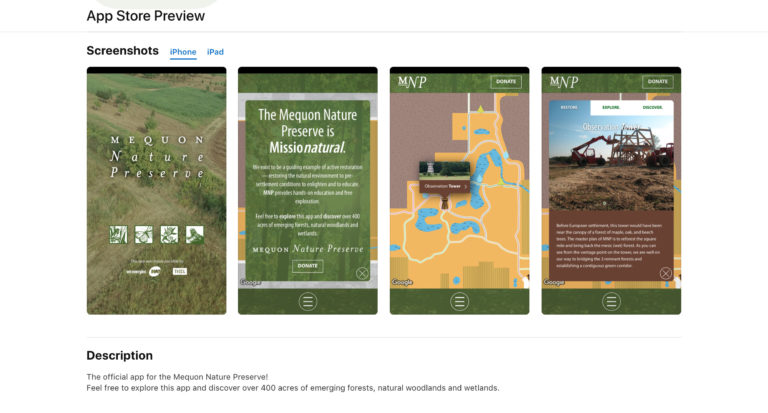 App Store Preview
Screenshots iPhone iPad
MEQUON
Nature
Preserve
The Mequon Nature
Preserve is
Missionatural.
We exist to be a guiding example of active restoration
—restoring the natural environment to pre-
settlement conditions to enlighten and to educate.
MNP provides hands-on education and free
exploration.
Feel free to explore this app and discover over 400
acres of emerging forests, natural woodlands and
wetlands.
MEQUON Nature Preserve
DONATE
Google
MNP
DONATE
Observation Tower
Google
MNP
DONATE
RESTORE. EXPLORE. DISCOVER.
Observation Tower
Before European settlement, this tower would have been
over the canopy of a forest of maple, oak, and beech
trees. The master plan of MNP is to reforest the square
mile and bring back the mesic (wet) forest. As you can
see from the vantage point on the tower, we are well on
our way to bridging the 3 remnant forests and
establishing a contiguous green corridor.
Google
Description
The official app for the Mequon Nature Preserve!
Feel free to explore this app and discover over 400 acres of emerging forests, natural woodlands and wetlands.